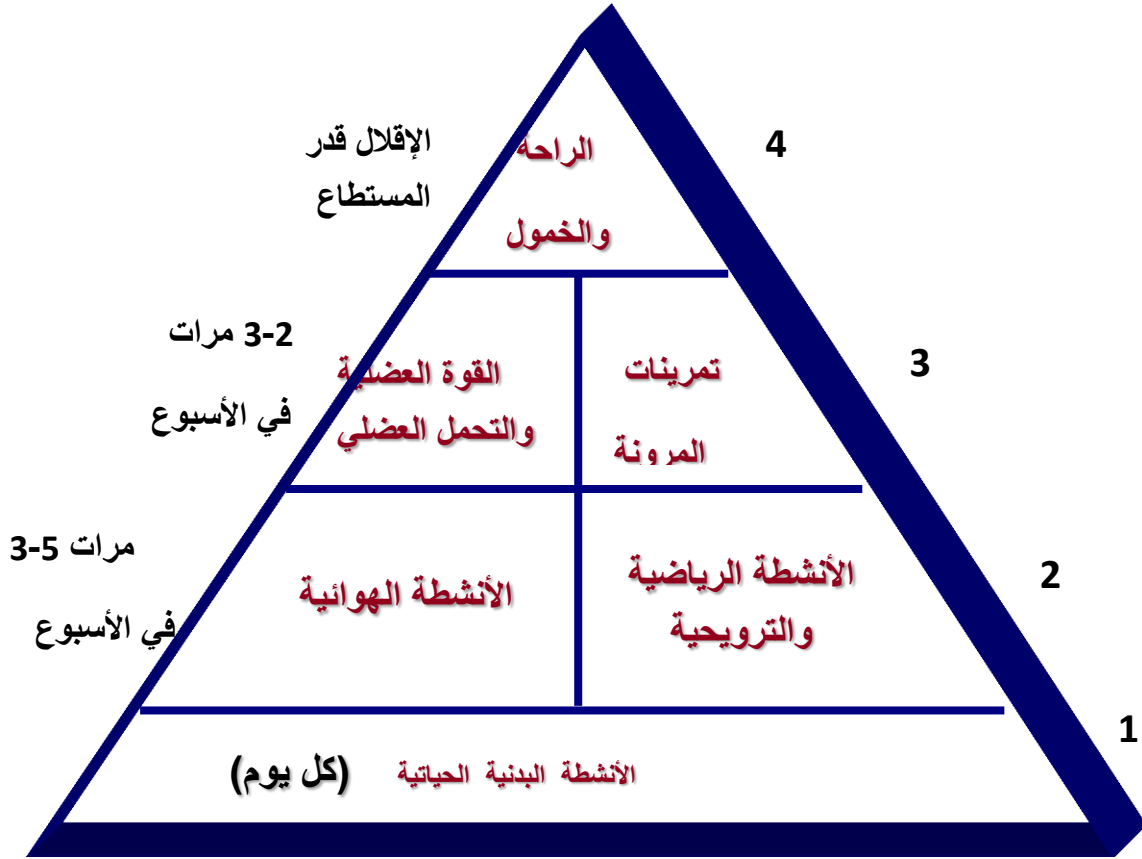 4
الراحة
والخمول
الإقلال قدر
المستطاع
3
تمرينات
المرونة
القوة العضلية
والتحمل العضلي
3-2 مرات
في الأسبوع
2
الأنشطة الرياضية
والترويحية
الأنشطة الهوائية
3-5 مرات
في الأسبوع
1
الأنشطة البدنية الحياتية (كل يوم)